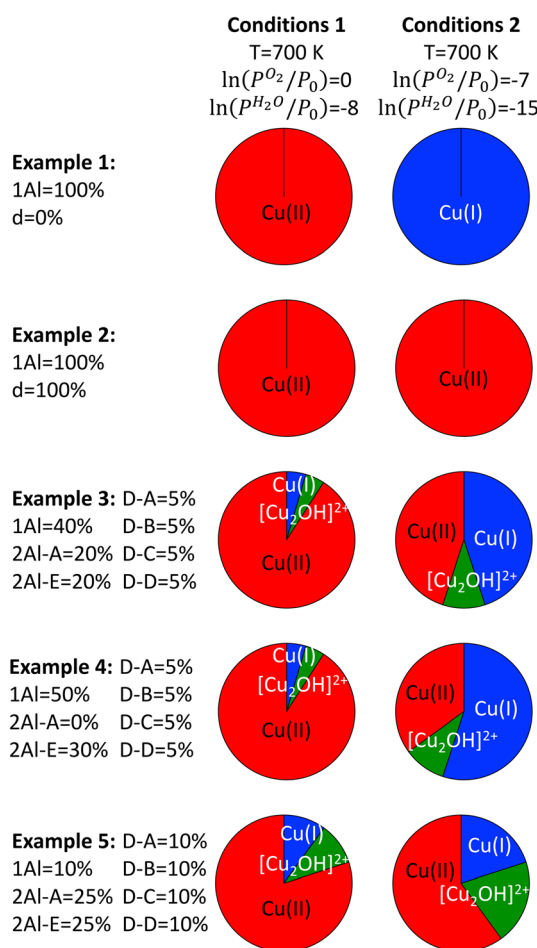 Conditions 1 Conditions 2
T=700 K T=700 K
ln(P^{O₂}/P₀)=0 ln(P^{O₂}/P₀)=-7
ln(P^{H₂O}/P₀)=-8 ln(P^{H₂O}/P₀)=-15
Example 1:
1Al=100%
d=0%
Cu(II) Cu(I)
Example 2:
1Al=100%
d=100%
Cu(II) Cu(II)
Example 3: D-A=5%
1Al=40% D-B=5%
2Al-A=20% D-C=5%
2Al-E=20% D-D=5%
Cu(I)
[Cu₂OH]²⁺
Cu(II)
Cu(II) Cu(I)
[Cu₂OH]²⁺
Example 4: D-A=5%
1Al=50% D-B=5%
2Al-A=0% D-C=5%
2Al-E=30% D-D=5%
Cu(I)
[Cu₂OH]²⁺
Cu(II)
Cu(II) Cu(I)
[Cu₂OH]²⁺
Example 5: D-A=10%
1Al=10% D-B=10%
2Al-A=25% D-C=10%
2Al-E=25% D-D=10%
Cu(I)
[Cu₂OH]²⁺
Cu(II)
Cu(II) Cu(I)
[Cu₂OH]²⁺